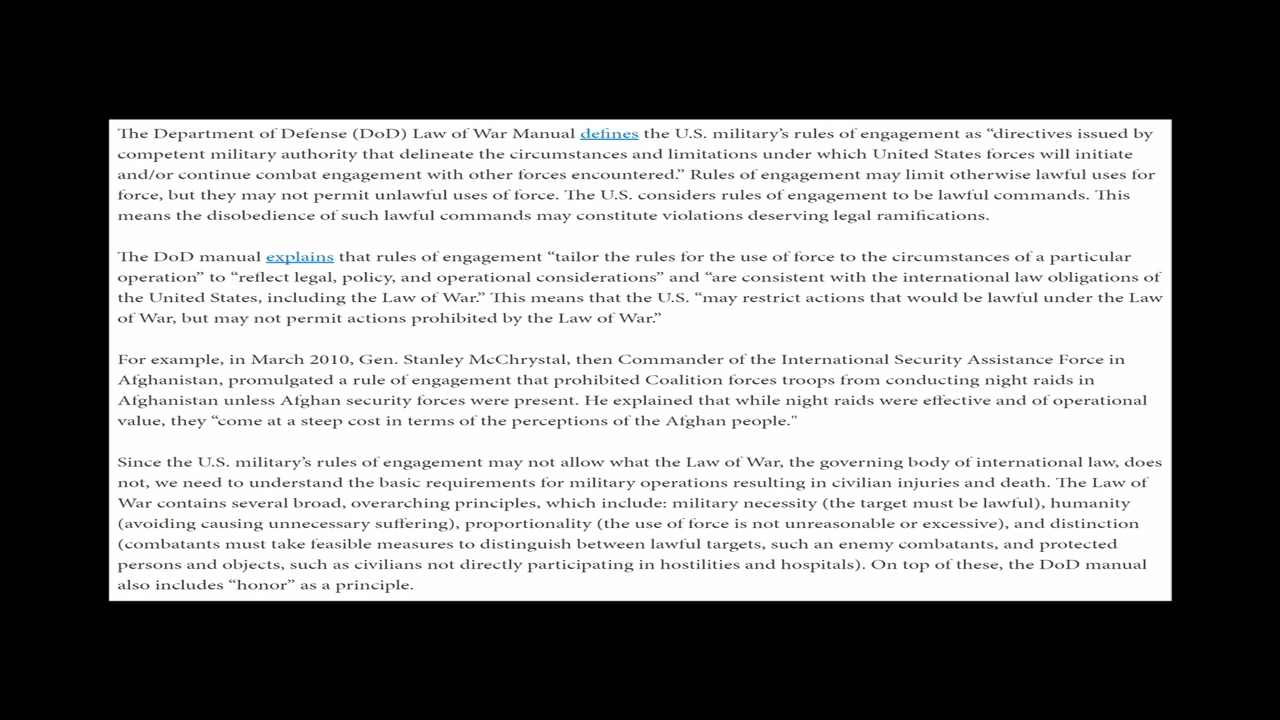 The Department of Defense (DoD) Law of War Manual defines the U.S. military’s rules of engagement as “directives issued by
competent military authority that delineate the circumstances and limitations under which United States forces will initiate
and/or continue combat engagement with other forces encountered.” Rules of engagement may limit otherwise lawful uses for
force, but they may not permit unlawful uses of force. The U.S. considers rules of engagement to be lawful commands. This
means the disobedience of such lawful commands may constitute violations deserving legal ramifications.
The DoD manual explains that rules of engagement “tailor the rules for the use of force to the circumstances of a particular
operation” to “reflect legal, policy, and operational considerations” and “are consistent with the international law obligations of
the United States, including the Law of War.” This means that the U.S. “may restrict actions that would be lawful under the Law
of War, but may not permit actions prohibited by the Law of War.”
For example, in March 2010, Gen. Stanley McChrystal, then Commander of the International Security Assistance Force in
Afghanistan, promulgated a rule of engagement that prohibited Coalition forces troops from conducting night raids in
Afghanistan unless Afghan security forces were present. He explained that while night raids were effective and of operational
value, they “come at a steep cost in terms of the perceptions of the Afghan people."
Since the U.S. military’s rules of engagement may not allow what the Law of War, the governing body of international law, does
not, we need to understand the basic requirements for military operations resulting in civilian injuries and death. The Law of
War contains several broad, overarching principles, which include: military necessity (the target must be lawful), humanity
(avoiding causing unnecessary suffering), proportionality (the use of force is not unreasonable or excessive), and distinction
(combatants must take feasible measures to distinguish between lawful targets, such an enemy combatants, and protected
persons and objects, such as civilians not directly participating in hostilities and hospitals). On top of these, the DoD manual
also includes “honor” as a principle.